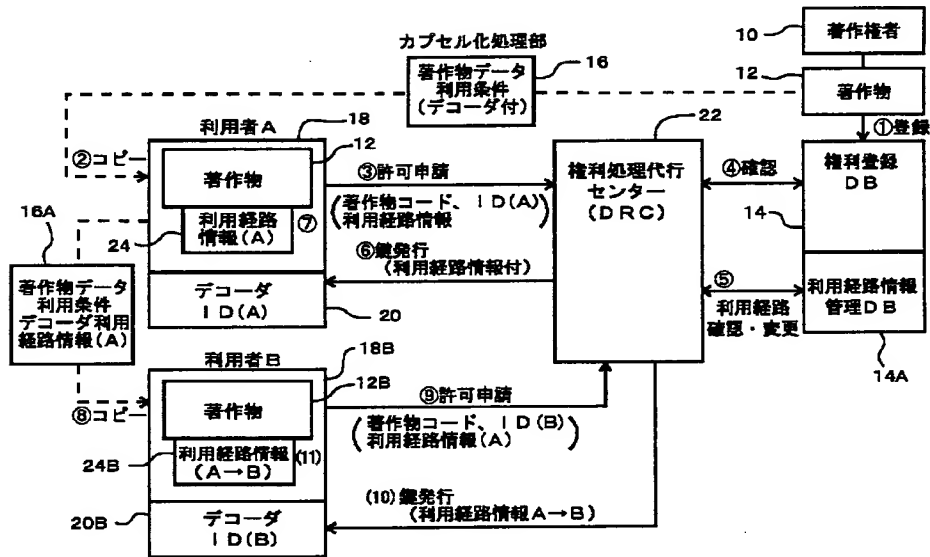 10
著作権者
カプセル化処理部
著作物データ
利用条件
(デコーダ付)
16
12
著作物
①登録
利用者A
18
12
②コピー
著作物
利用経路
情報(A)
⑦
24
デコーダ
ID(A)
20
③許可申請
(著作物コード、ID(A)
利用経路情報)
⑥鍵発行
(利用経路情報付)
22
権利処理代行
センター
(DRC)
④確認
⑤
利用経路
確認・変更
権利登録
DB
14
利用経路情報
管理DB
14A
16A
著作物データ
利用条件
デコーダ利用
経路情報(A)
利用者B
18B
12B
⑧コピー
著作物
利用経路情報
(A→B)
(11)
24B
デコーダ
ID(B)
20B
⑨許可申請
(著作物コード、ID(B)
利用経路情報(A))
(10)鍵発行
(利用経路情報A→B)